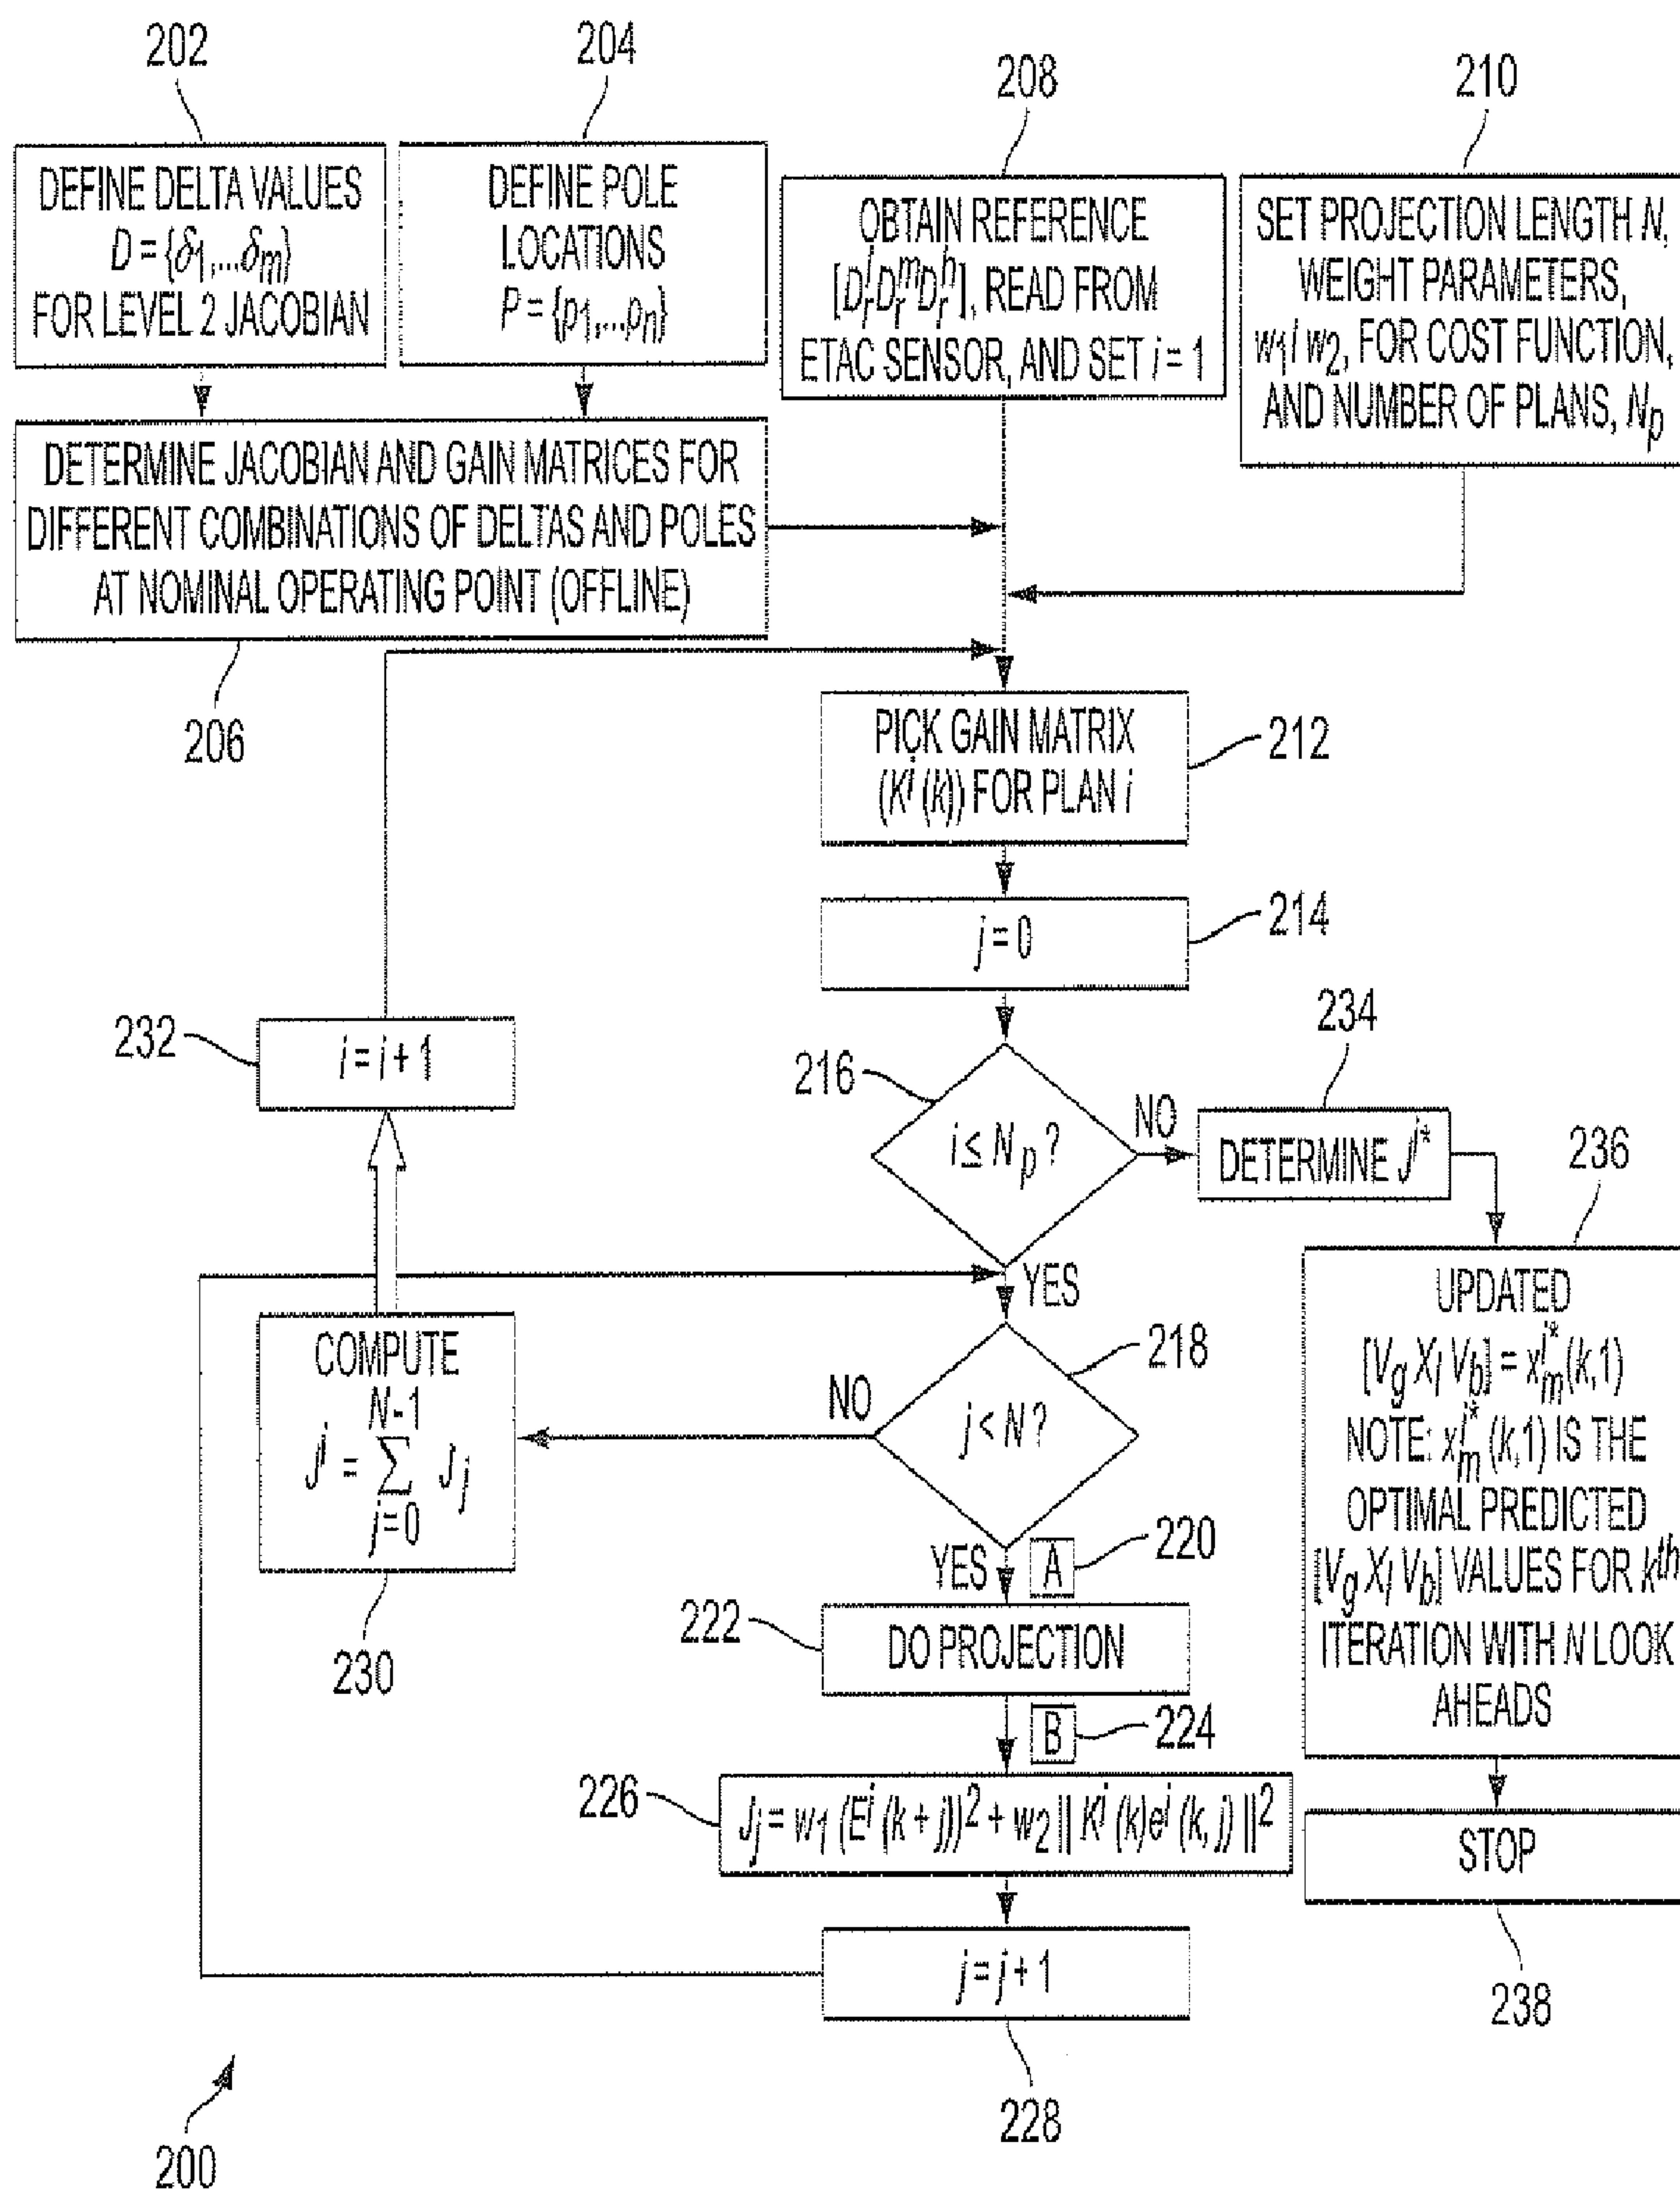 202
204
208
210
DEFINE DELTA VALUES
D = {δ1,...δm}
FOR LEVEL 2 JACOBIAN
DEFINE POLE
LOCATIONS
P = {p1,...pn}
OBTAIN REFERENCE
[D_r^l D_r^m D_r^h], READ FROM
ETAC SENSOR, AND SET i = 1
SET PROJECTION LENGTH N,
WEIGHT PARAMETERS,
w1 / w2, FOR COST FUNCTION,
AND NUMBER OF PLANS, Np
DETERMINE JACOBIAN AND GAIN MATRICES FOR
DIFFERENT COMBINATIONS OF DELTAS AND POLES
AT NOMINAL OPERATING POINT (OFFLINE)
206
PICK GAIN MATRIX
(K^i (k)) FOR PLAN i
212
j = 0
214
232
i = i + 1
216
i ≤ Np ?
NO
234
DETERMINE J^i*
236
YES
UPDATED
[Vg Xl Vb] = x_m^i*(k,1)
NOTE: x_m^i*(k,1) IS THE
OPTIMAL PREDICTED
[Vg Xl Vb] VALUES FOR k^th
ITERATION WITH N LOOK
AHEADS
COMPUTE
J^i = Σ_{j=0}^{N-1} J_j
230
NO
218
j < N ?
YES
A
220
222
DO PROJECTION
B
224
226
J_j = w1 (E^i (k + j))^2 + w2 || K^i (k)e^i (k, j) ||^2
STOP
238
j = j + 1
228
200